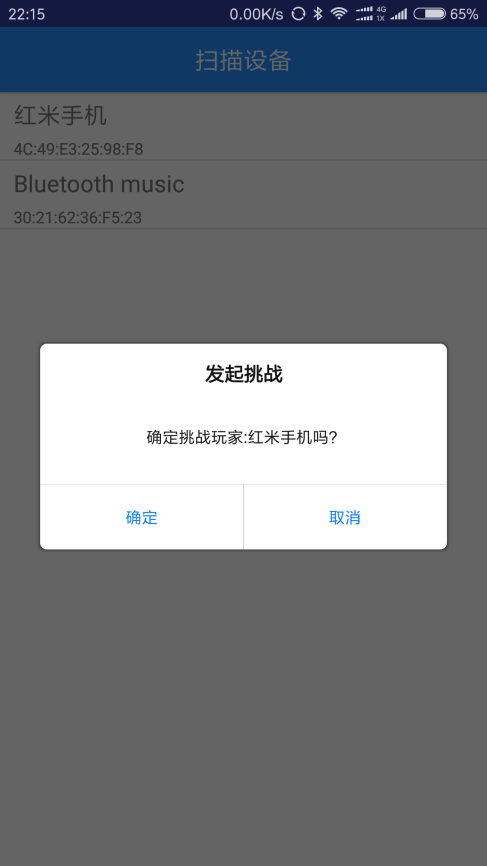 22:15 0.00K/s 4G 1X 65%
扫描设备
红米手机
4C:49:E3:25:98:F8
Bluetooth music
30:21:62:36:F5:23
发起挑战
确定挑战玩家:红米手机吗?
确定 取消